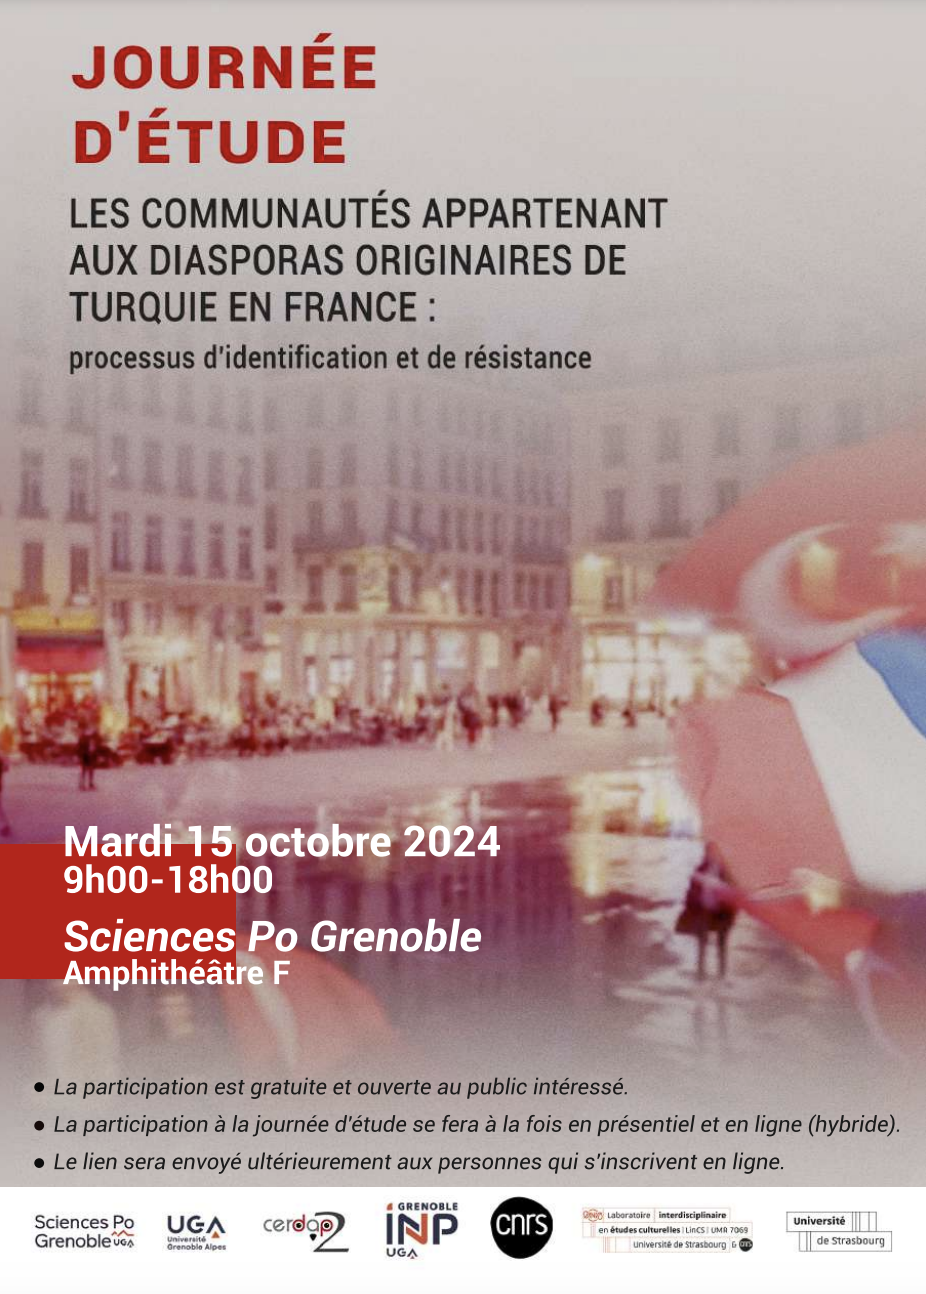 JOURNÉE
D'ÉTUDE
LES COMMUNAUTÉS APPARTENANT
AUX DIASPORAS ORIGINAIRES DE
TURQUIE EN FRANCE :
processus d'identification et de résistance
Mardi 15 octobre 2024
9h00-18h00
Sciences Po Grenoble
Amphithéâtre F
• La participation est gratuite et ouverte au public intéressé.
• La participation à la journée d'étude se fera à la fois en présentiel et en ligne (hybride).
• Le lien sera envoyé ultérieurement aux personnes qui s'inscrivent en ligne.
Sciences Po
Grenoble UGA
UGA
Université
Grenoble Alpes
cerdap2
GRENOBLE
INP
UGA
cnrs
Laboratoire interdisciplinaire
en études culturelles | LinCS | UMR 7069
Université de Strasbourg & cnrs
Université
de Strasbourg